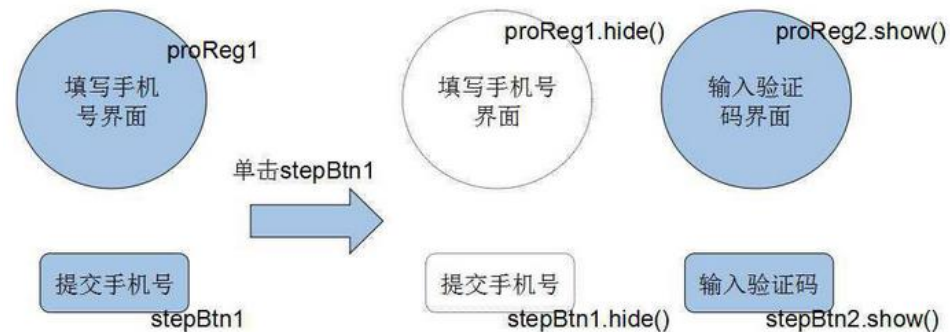 proReg1
填写手机
号界面
proReg1.hide()
填写手机号
界面
proReg2.show()
输入验证
码界面
单击stepBtn1
提交手机号
stepBtn1
提交手机号
stepBtn1.hide()
输入验证码
stepBtn2.show()